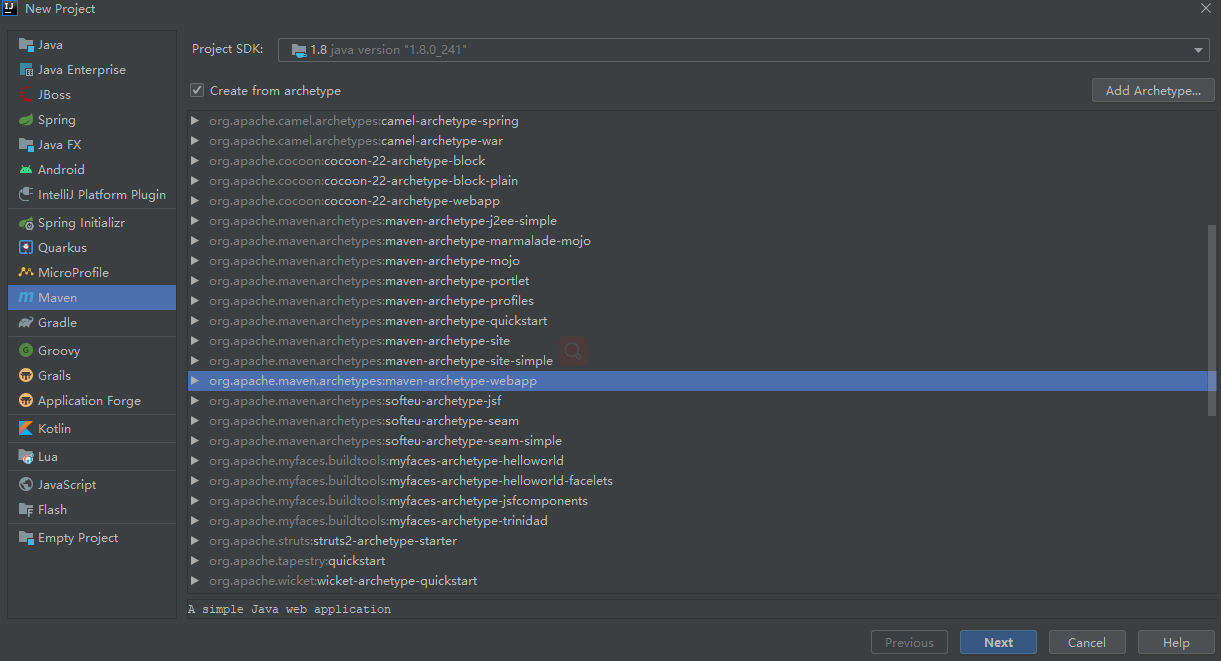 New Project
Java
Java Enterprise
JBoss
Spring
Java FX
Android
IntelliJ Platform Plugin
Spring Initializr
Quarkus
MicroProfile
Maven
Gradle
Groovy
Grails
Application Forge
Kotlin
Lua
JavaScript
Flash
Empty Project
Project SDK: 1.8 java version "1.8.0_241"
Create from archetype Add Archetype...
org.apache.camel.archetypes:camel-archetype-spring
org.apache.camel.archetypes:camel-archetype-war
org.apache.cocoon:cocoon-22-archetype-block
org.apache.cocoon:cocoon-22-archetype-block-plain
org.apache.cocoon:cocoon-22-archetype-webapp
org.apache.maven.archetypes:maven-archetype-j2ee-simple
org.apache.maven.archetypes:maven-archetype-marmalade-mojo
org.apache.maven.archetypes:maven-archetype-mojo
org.apache.maven.archetypes:maven-archetype-portlet
org.apache.maven.archetypes:maven-archetype-profiles
org.apache.maven.archetypes:maven-archetype-quickstart
org.apache.maven.archetypes:maven-archetype-site
org.apache.maven.archetypes:maven-archetype-site-simple
org.apache.maven.archetypes:maven-archetype-webapp
org.apache.maven.archetypes:softeu-archetype-jsf
org.apache.maven.archetypes:softeu-archetype-seam
org.apache.maven.archetypes:softeu-archetype-seam-simple
org.apache.myfaces.buildtools:myfaces-archetype-helloworld
org.apache.myfaces.buildtools:myfaces-archetype-helloworld-facelets
org.apache.myfaces.buildtools:myfaces-archetype-jsfcomponents
org.apache.myfaces.buildtools:myfaces-archetype-trinidad
org.apache.struts:struts2-archetype-starter
org.apache.tapestry:quickstart
org.apache.wicket:wicket-archetype-quickstart
A simple Java web application
Previous Next Cancel Help